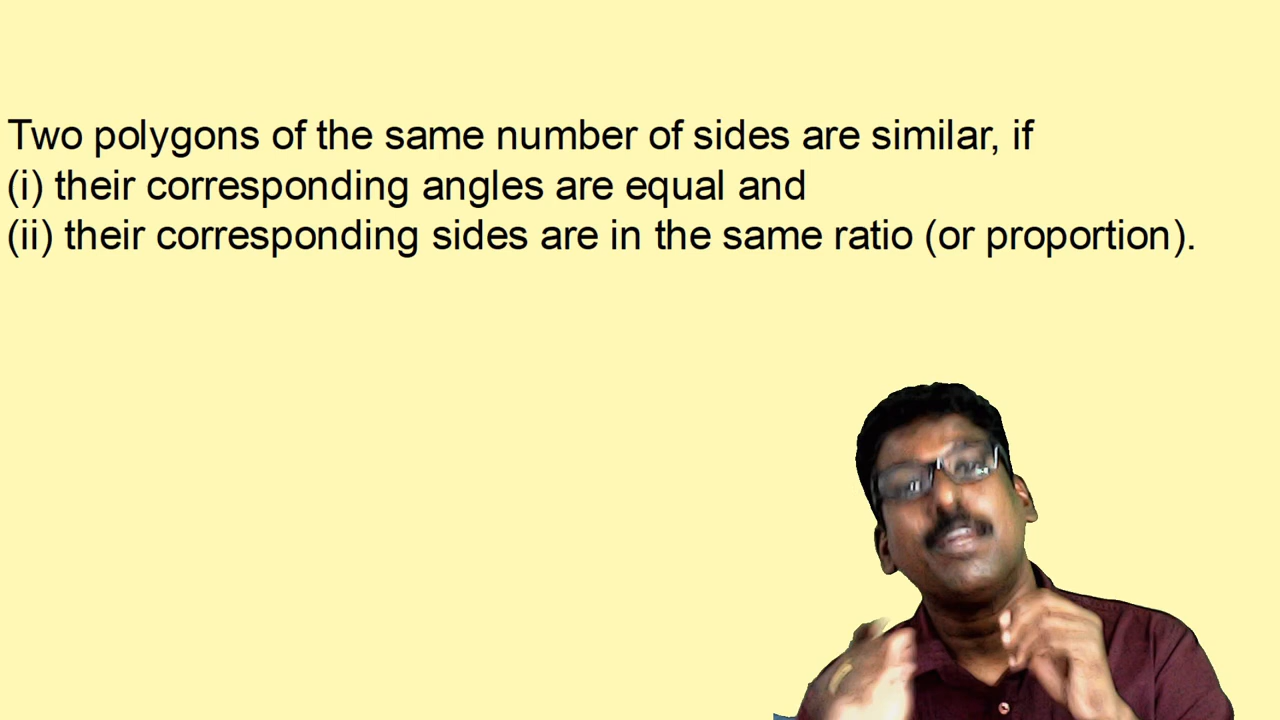 Two polygons of the same number of sides are similar, if
(i) their corresponding angles are equal and
(ii) their corresponding sides are in the same ratio (or proportion).